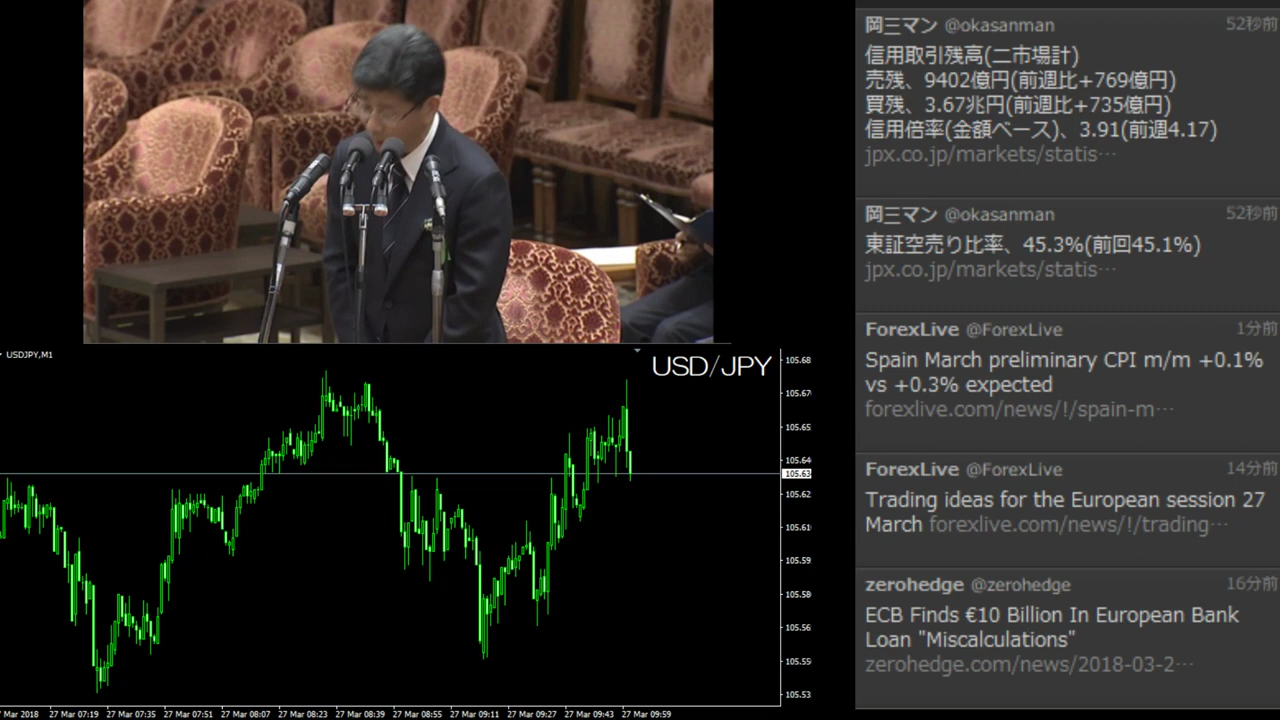 岡三マン @okasanman 52秒前
信用取引残高(二市場計)
売残、9402億円(前週比+769億円)
買残、3.67兆円(前週比+735億円)
信用倍率(金額ベース)、3.91(前週4.17)
jpx.co.jp/markets/statis…
岡三マン @okasanman 52秒前
東証空売り比率、45.3%(前回45.1%)
jpx.co.jp/markets/statis…
ForexLive @ForexLive 1分前
Spain March preliminary CPI m/m +0.1%
vs +0.3% expected
forexlive.com/news/!/spain-m…
ForexLive @ForexLive 14分前
Trading ideas for the European session 27
March forexlive.com/news/!/trading…
zerohedge @zerohedge 16分前
ECB Finds €10 Billion In European Bank
Loan "Miscalculations"
zerohedge.com/news/2018-03-2…
USDJPY,M1
USD/JPY
105.68
105.67
105.65
105.64
105.63
105.62
105.61
105.59
105.58
105.56
105.55
105.53
Mar 2018 27 Mar 07:19 27 Mar 07:35 27 Mar 07:51 27 Mar 08:07 27 Mar 08:23 27 Mar 08:39 27 Mar 08:55 27 Mar 09:11 27 Mar 09:27 27 Mar 09:43 27 Mar 09:59